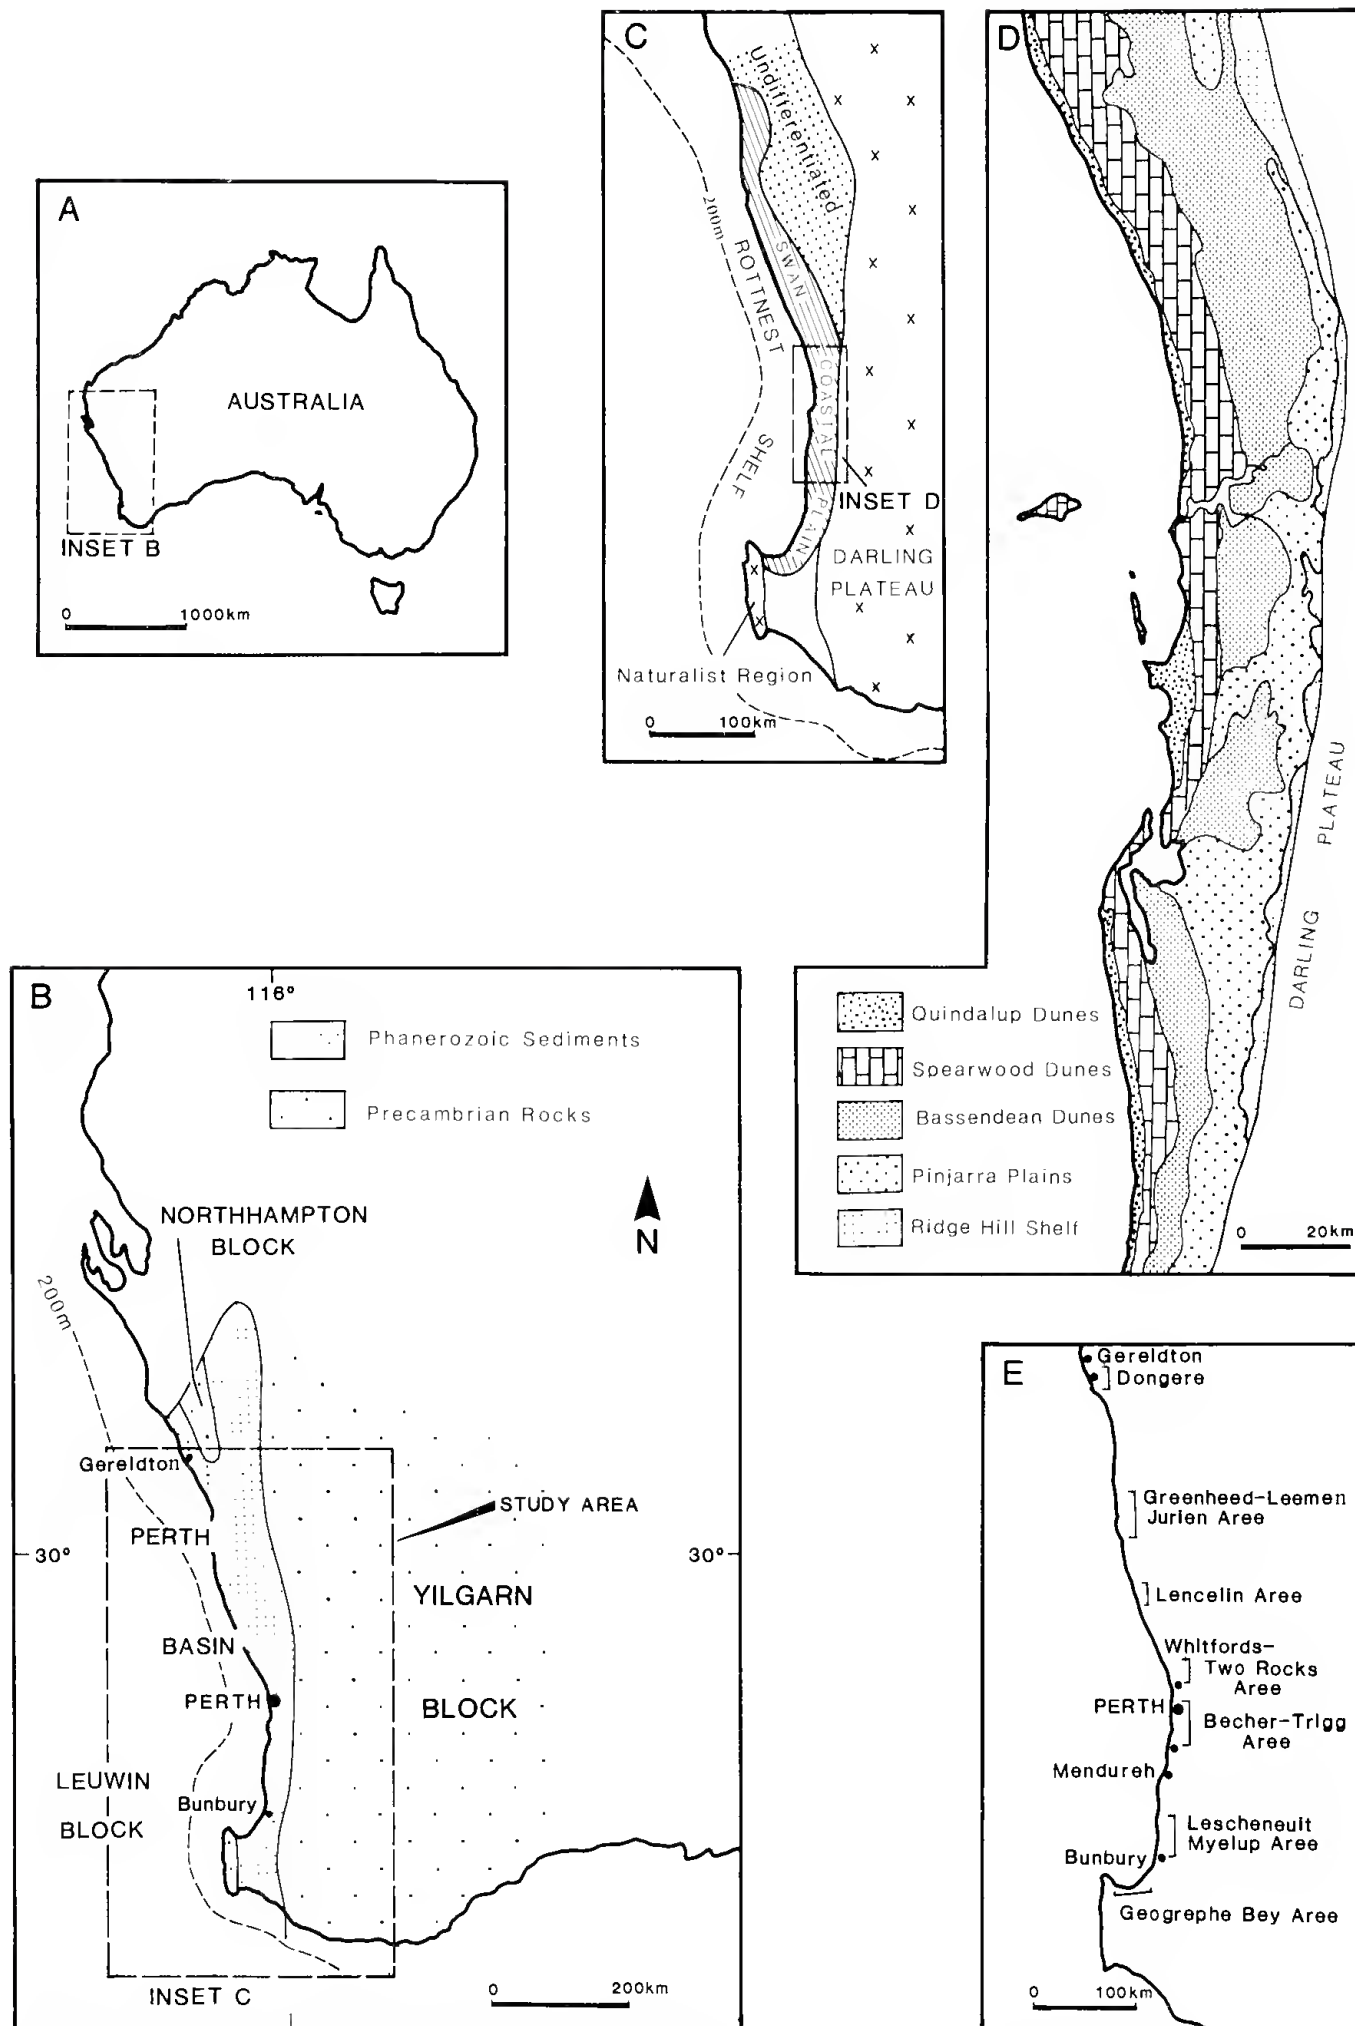 A
AUSTRALIA
INSET B
0 1000km
C
Undifferentiated
200m
ROTTNEST
SHELF
SWAN
COASTAL
PLAIN
INSET D
DARLING
PLATEAU
Naturalist Region
0 100km
D
DARLING PLATEAU
Quindalup Dunes
Spearwood Dunes
Bassendean Dunes
Pinjarra Plains
Ridge Hill Shelf
0 20km
B
116°
Phanerozoic Sediments
Precambrian Rocks
N
NORTHHAMPTON
BLOCK
200m
Gereldton
STUDY AREA
PERTH
30° 30°
YILGARN
BASIN
PERTH
BLOCK
LEUWIN
BLOCK
Bunbury
INSET C
0 200km
E
Gereldton
Dongere
Greenheed-Leemen
Jurlen Aree
Lencelin Aree
Whitfords-
Two Rocks
Aree
PERTH
Becher-Trigg
Aree
Mendureh
Lescheneult
Myelup Aree
Bunbury
Geogrephe Bey Aree
0 100km